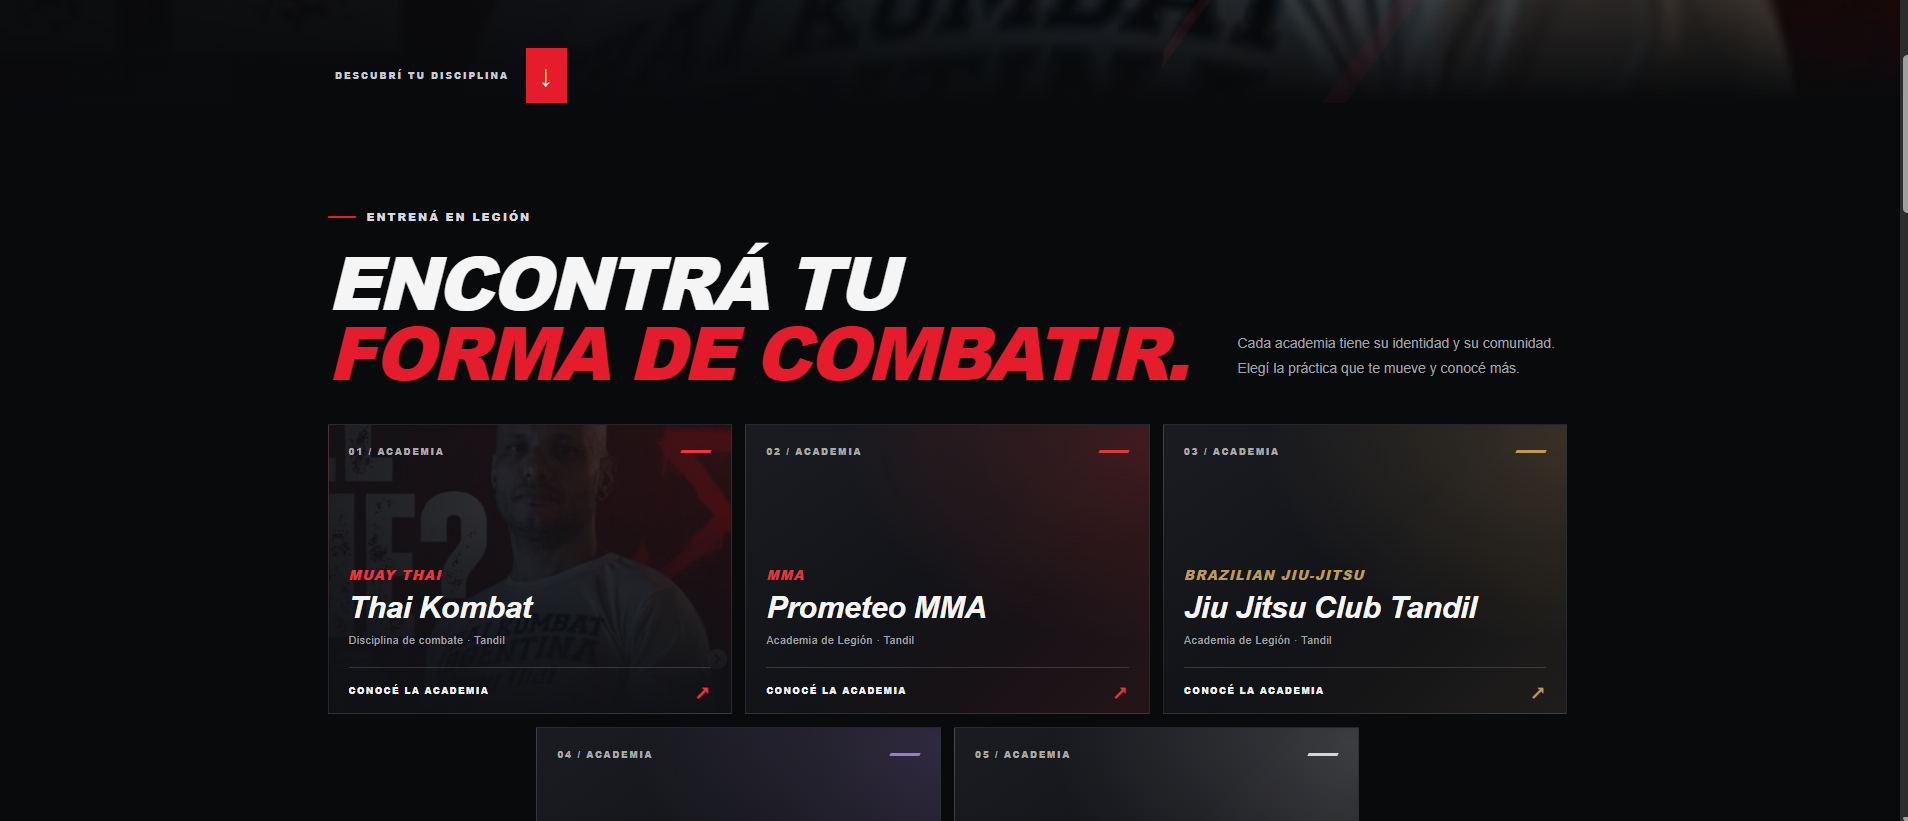 KOMBAT
DESCUBRÍ TU DISCIPLINA
↓
ENTRENÁ EN LEGIÓN
ENCONTRÁ TU
FORMA DE COMBATIR.
Cada academia tiene su identidad y su comunidad.
Elegí la práctica que te mueve y conocé más.
01 / ACADEMIA
MUAY THAI
Thai Kombat
Disciplina de combate · Tandil
KOMBAT
ARGENTINA
CONOCÉ LA ACADEMIA ↗
02 / ACADEMIA
MMA
Prometeo MMA
Academia de Legión · Tandil
CONOCÉ LA ACADEMIA ↗
03 / ACADEMIA
BRAZILIAN JIU-JITSU
Jiu Jitsu Club Tandil
Academia de Legión · Tandil
CONOCÉ LA ACADEMIA ↗
04 / ACADEMIA
05 / ACADEMIA